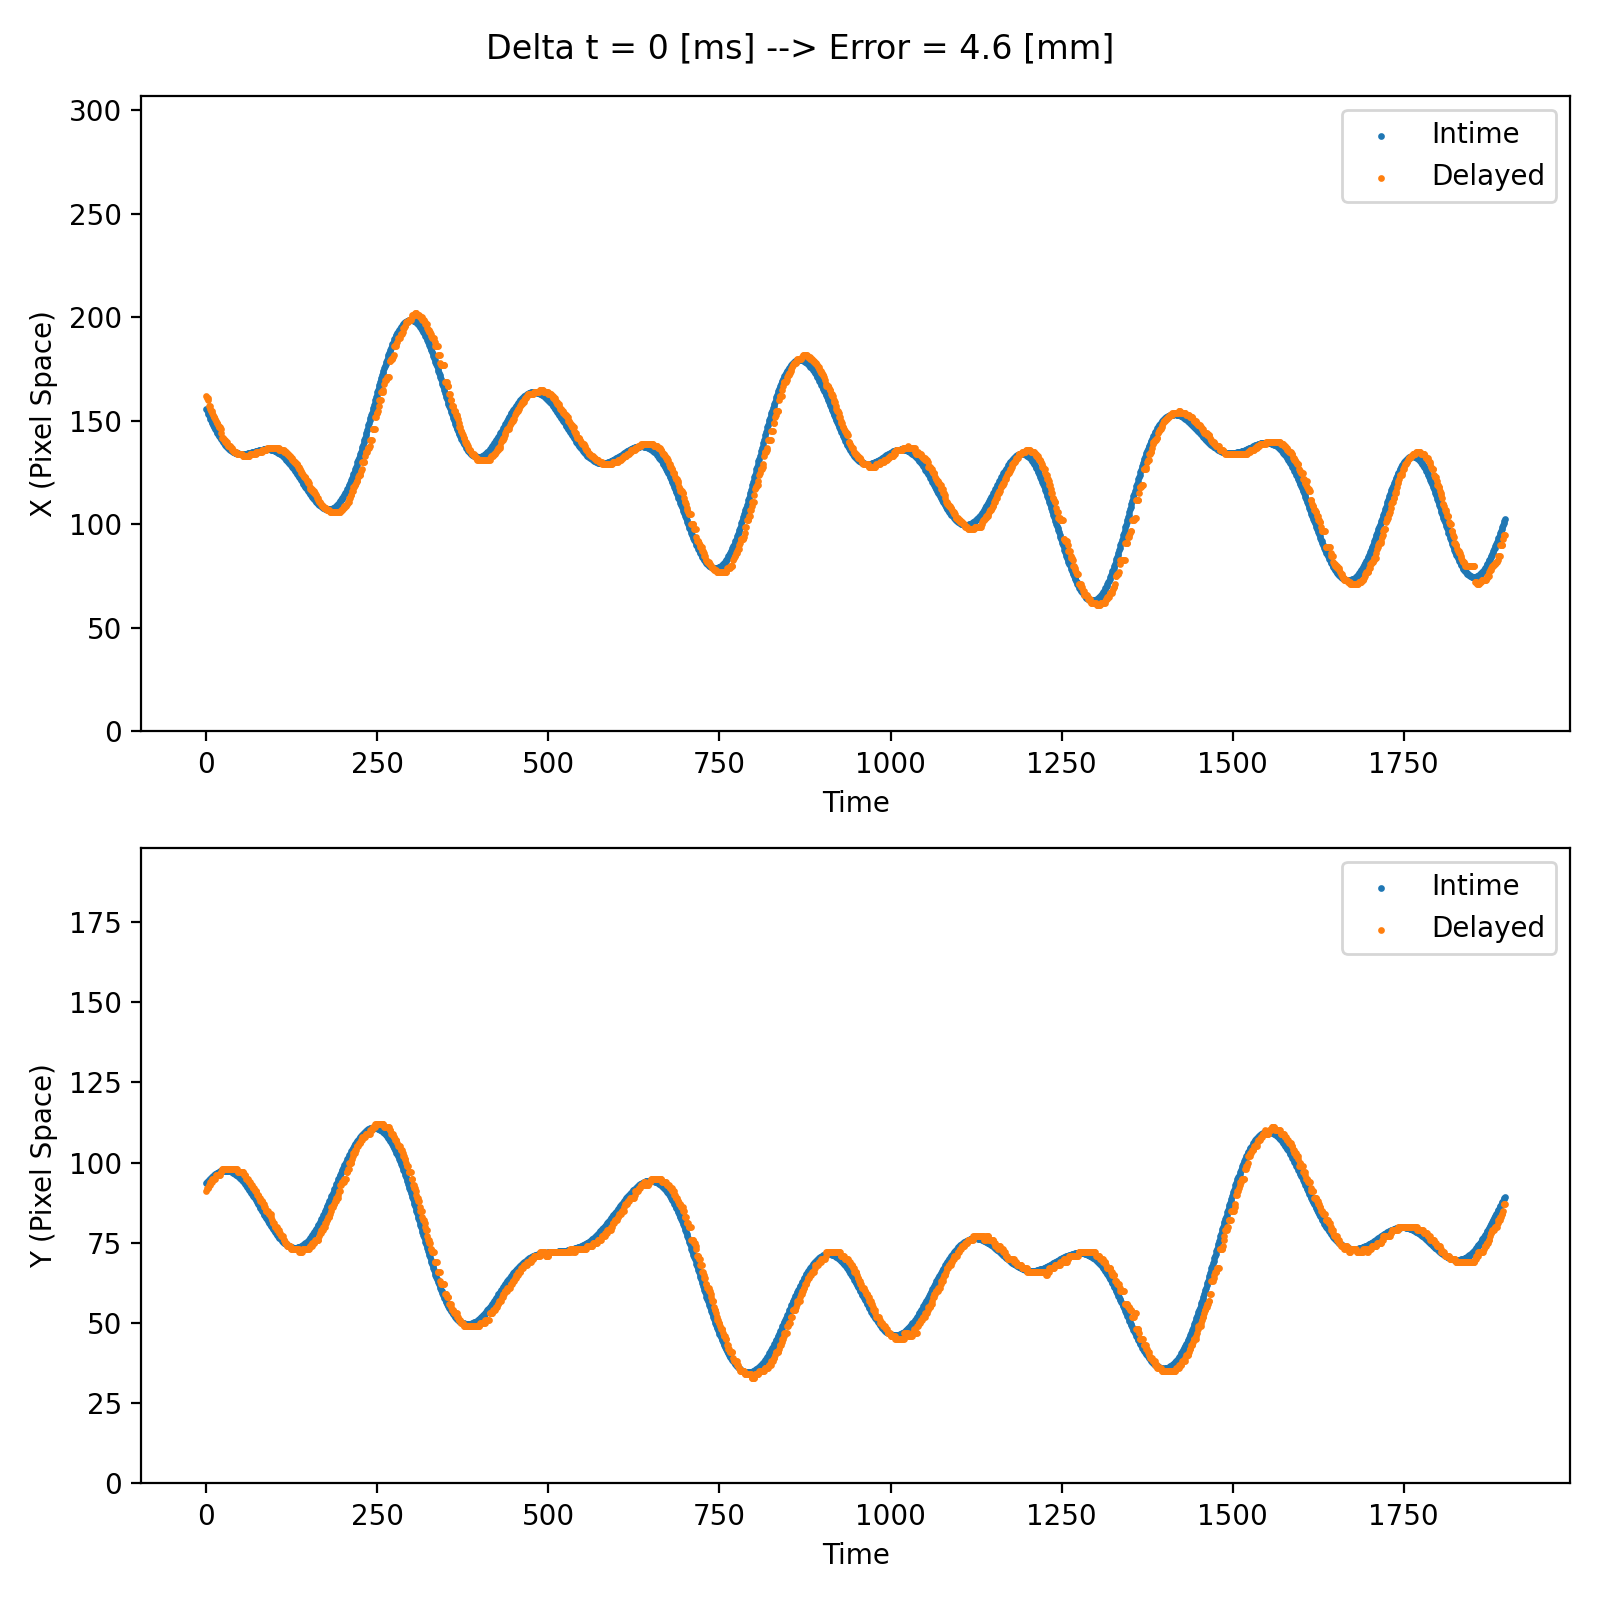 Delta t = 0 [ms] --> Error = 4.6 [mm]
300
250
200
150
100
50
0
X (Pixel Space)
Intime
Delayed
0 250 500 750 1000 1250 1500 1750
Time
175
150
125
100
75
50
25
0
Y (Pixel Space)
Intime
Delayed
0 250 500 750 1000 1250 1500 1750
Time